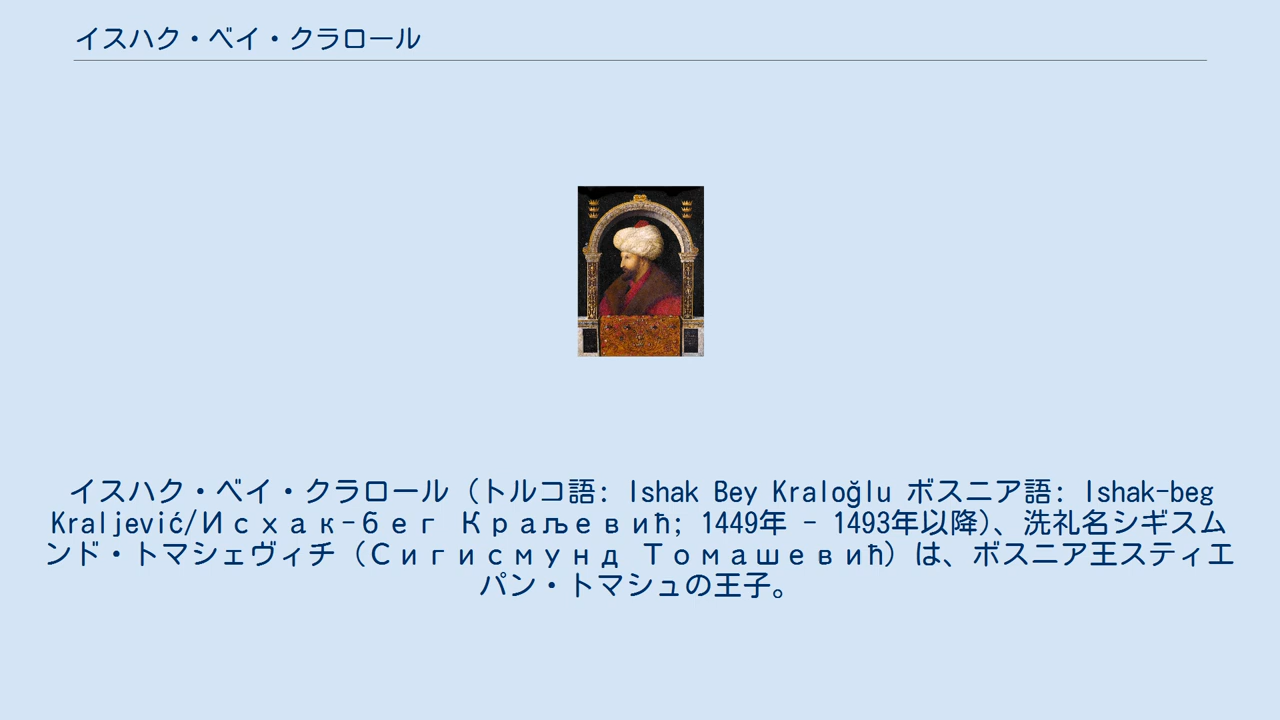 イスハク・ベイ・クラロール
イスハク・ベイ・クラロール（トルコ語: Ishak Bey Kraloğlu ボスニア語: Ishak-beg
Kraljević/Исхак-бег Краљевић; 1449年 - 1493年以降）、洗礼名シギスム
ンド・トマシェヴィチ（Сигисмунд Томашевић）は、ボスニア王スティエ
パン・トマシュの王子。